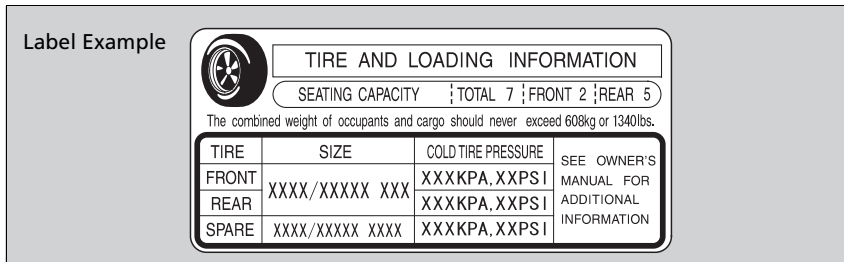 Label Example
TIRE AND LOADING INFORMATION
SEATING CAPACITY TOTAL 7 FRONT 2 REAR 5
The combined weight of occupants and cargo should never exceed 608kg or 1340lbs.
TIRE SIZE COLD TIRE PRESSURE
FRONT XXXX/XXXXX XXX XXXKPA,XXPSI
REAR XXXKPA,XXPSI
SPARE XXXX/XXXXX XXXX XXXKPA,XXPSI
SEE OWNER'S
MANUAL FOR
ADDITIONAL
INFORMATION